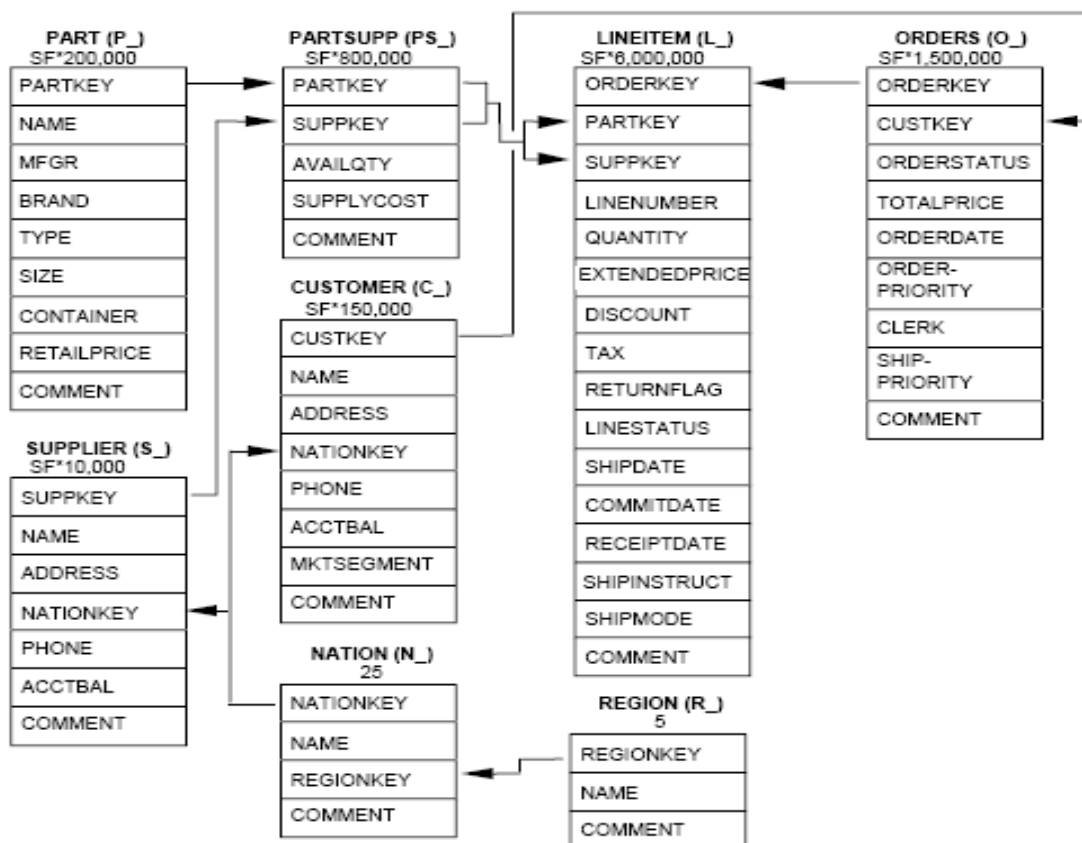 PART (P_)
SF*200,000
PARTKEY
NAME
MFGR
BRAND
TYPE
SIZE
CONTAINER
RETAILPRICE
COMMENT
SUPPLIER (S_)
SF*10,000
SUPPKEY
NAME
ADDRESS
NATIONKEY
PHONE
ACCTBAL
COMMENT
PARTSUPP (PS_)
SF*800,000
PARTKEY
SUPPKEY
AVAILQTY
SUPPLYCOST
COMMENT
CUSTOMER (C_)
SF*150,000
CUSTKEY
NAME
ADDRESS
NATIONKEY
PHONE
ACCTBAL
MKTSEGMENT
COMMENT
NATION (N_)
25
NATIONKEY
NAME
REGIONKEY
COMMENT
LINEITEM (L_)
SF*6,000,000
ORDERKEY
PARTKEY
SUPPKEY
LINENUMBER
QUANTITY
EXTENDEDPRICE
DISCOUNT
TAX
RETURNFLAG
LINESTATUS
SHIPDATE
COMMITDATE
RECEIPTDATE
SHIPINSTRUCT
SHIPMODE
COMMENT
REGION (R_)
5
REGIONKEY
NAME
COMMENT
ORDERS (O_)
SF*1,500,000
ORDERKEY
CUSTKEY
ORDERSTATUS
TOTALPRICE
ORDERDATE
ORDER-
PRIORITY
CLERK
SHIP-
PRIORITY
COMMENT